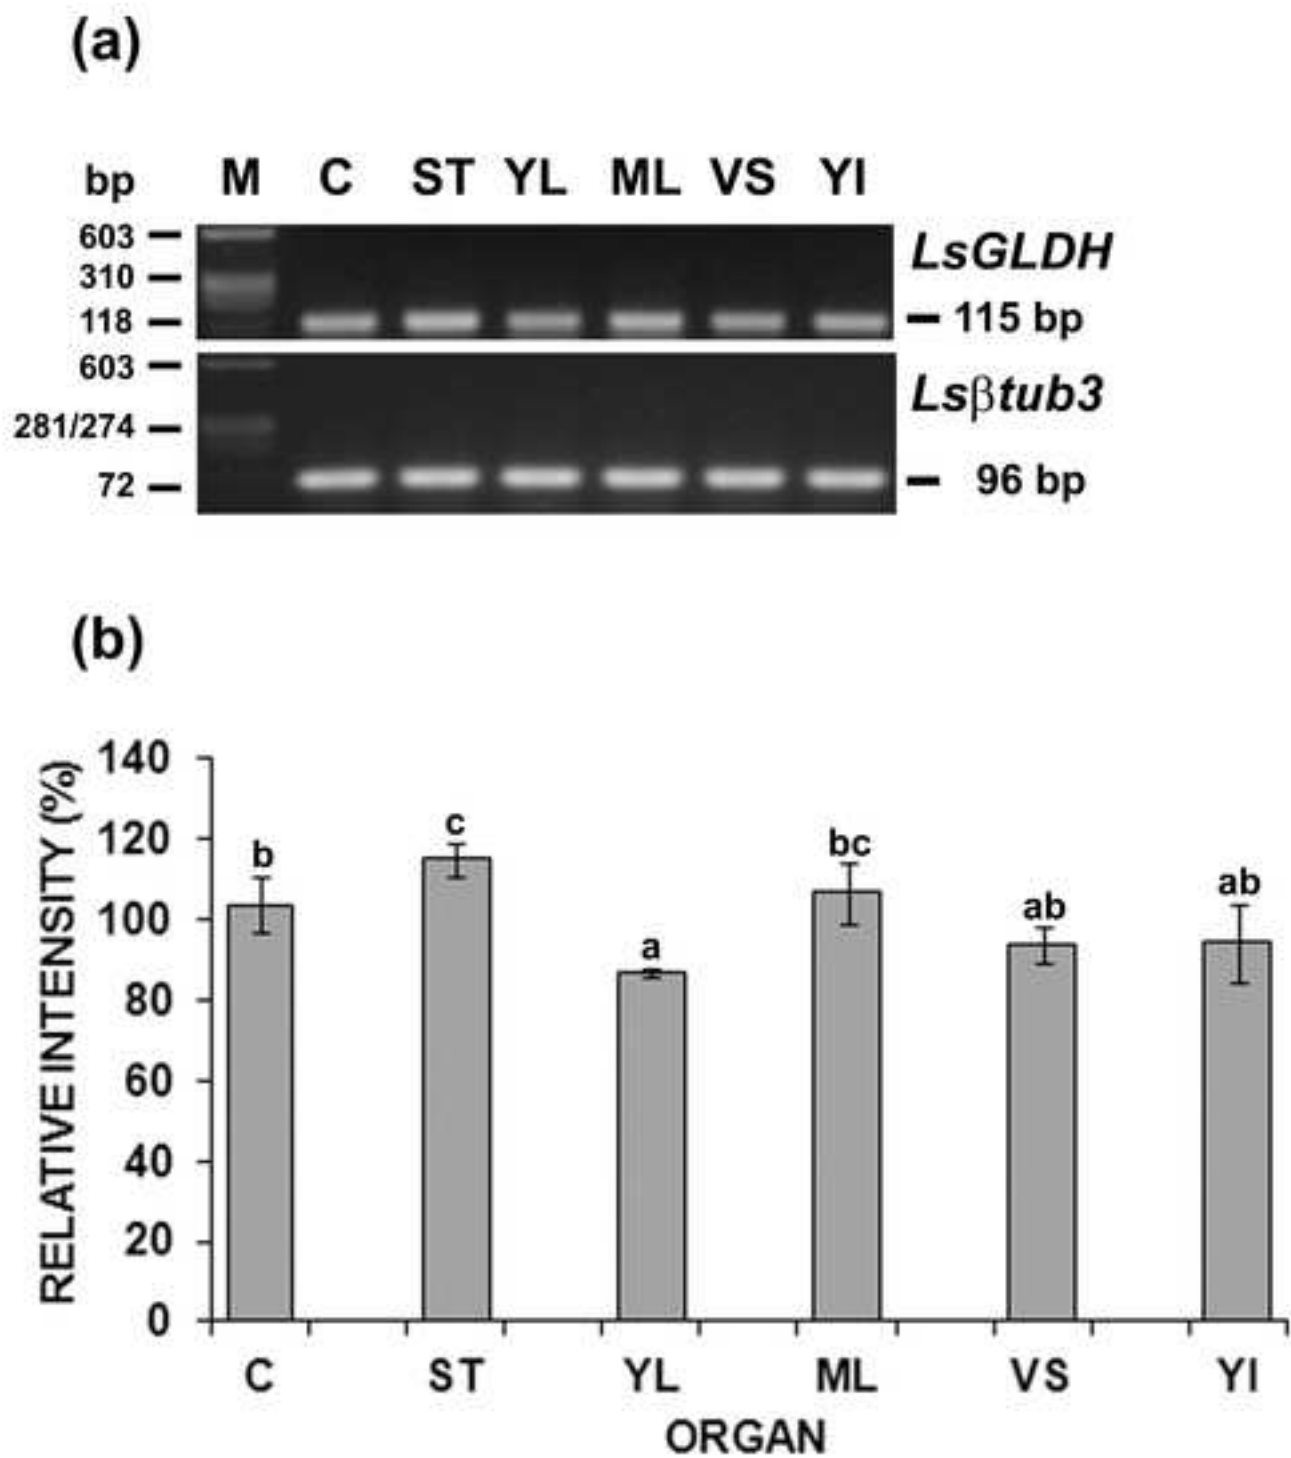 (a)
bp M C ST YL ML VS YI
603
310
118
LsGLDH
115 bp
603
281/274
72
Lsβtub3
96 bp
(b)
RELATIVE INTENSITY (%)
140
120
100
80
60
40
20
0
b
c
a
bc
ab
ab
C ST YL ML VS YI
ORGAN